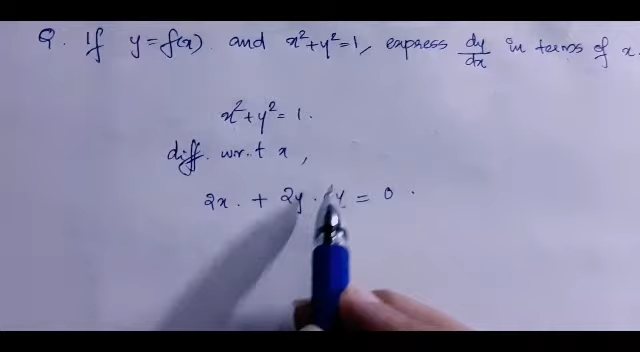 Q. If y = f(x) and x² + y² = 1, express dy/dx in terms of x.
x² + y² = 1.
diff. w.r.t x,
2x. + 2y. y = 0.